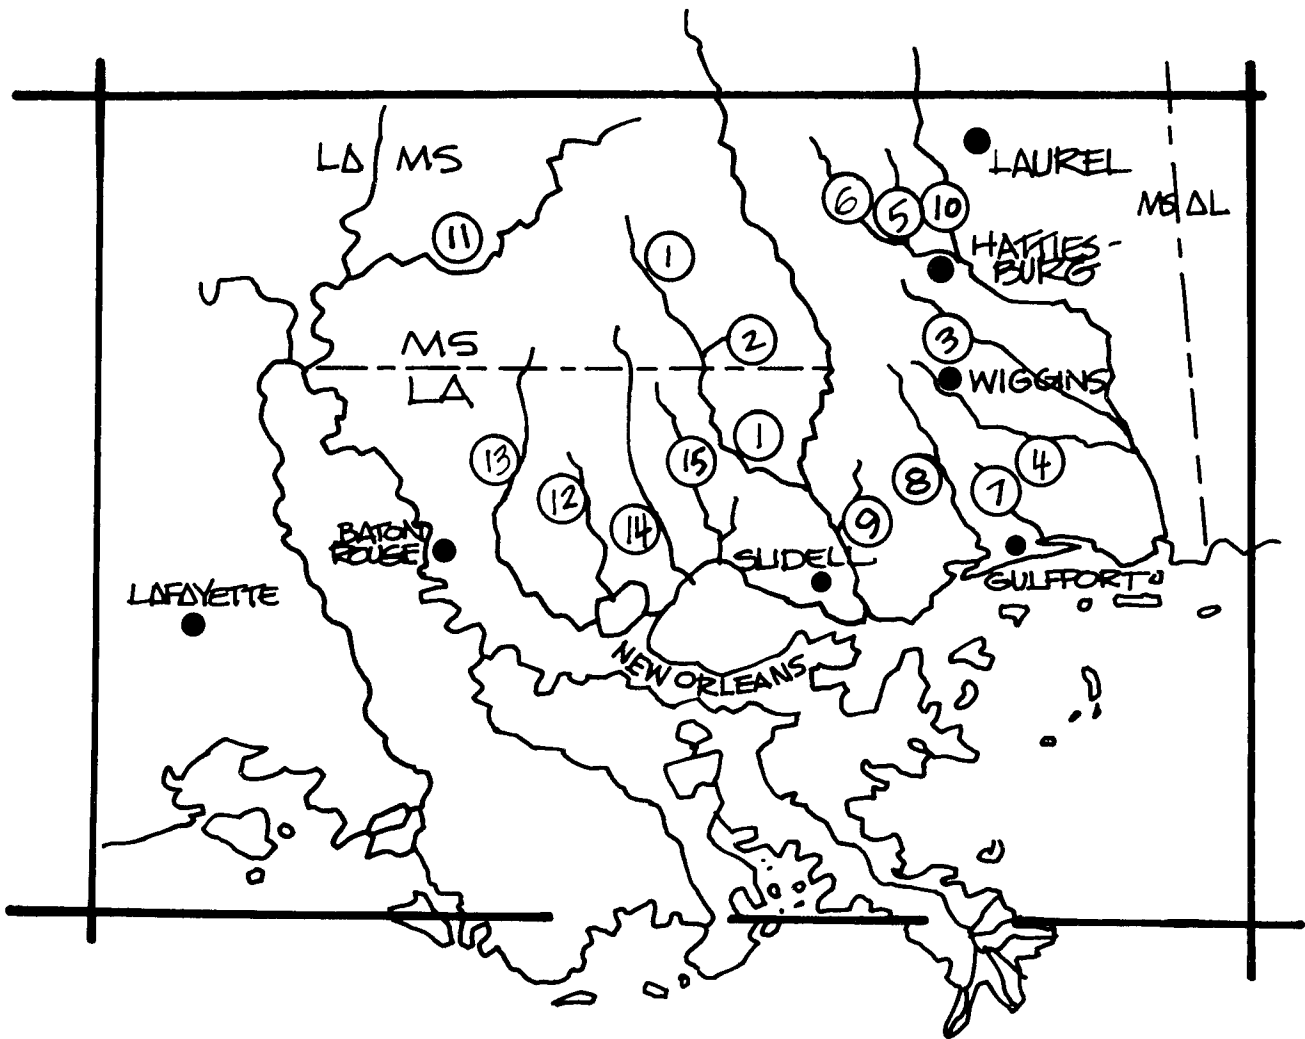 LA MS
LAUREL
MS AL
6
5
10
11
1
HATTIES-
BURG
MS
LA
2
3
WIGGINS
1
13
15
4
8
7
12
14
9
BATON
ROUGE
SLIDELL
GULFPORT
LAFAYETTE
NEW ORLEANS